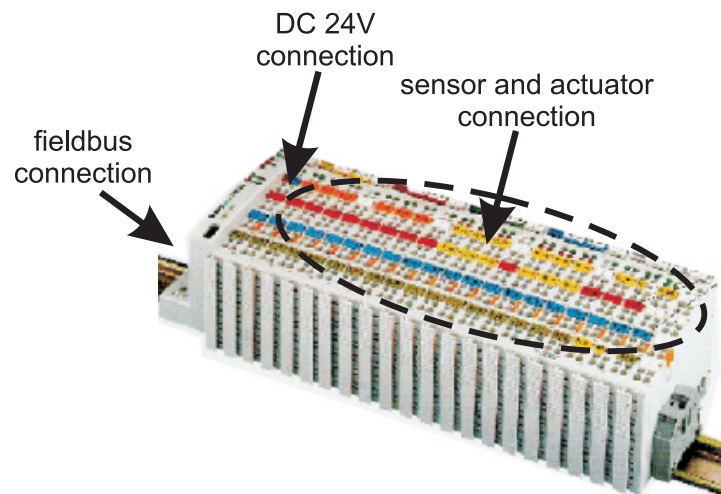 DC 24V
connection
sensor and actuator
connection
fieldbus
connection